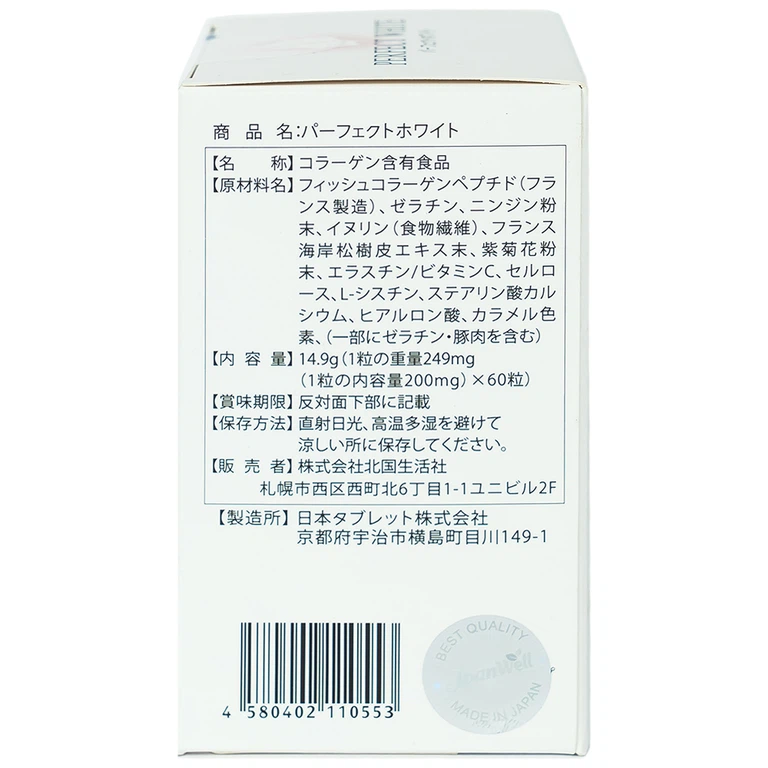 PERFECT WHITE
商品名:パーフェクトホワイト
【名称】コラーゲン含有食品
【原材料名】フィッシュコラーゲンペプチド(フラ
ンス製造)、ゼラチン、ニンジン粉
末、イヌリン(食物繊維)、フランス
海岸松樹皮エキス末、紫菊花粉
末、エラスチン/ビタミンC、セルロ
ース、L-シスチン、ステアリン酸カル
シウム、ヒアルロン酸、カラメル色
素、(一部にゼラチン・豚肉を含む)
【内容量】14.9g(1粒の重量249mg
(1粒の内容量200mg)×60粒)
【賞味期限】反対面下部に記載
【保存方法】直射日光、高温多湿を避けて
涼しい所に保存してください。
【販売者】株式会社北国生活社
札幌市西区西町北6丁目1-1ユニビル2F
【製造所】日本タブレット株式会社
京都府宇治市横島町目川149-1
BEST QUALITY
JpanWell
MADE IN JAPAN
4 580402 110553